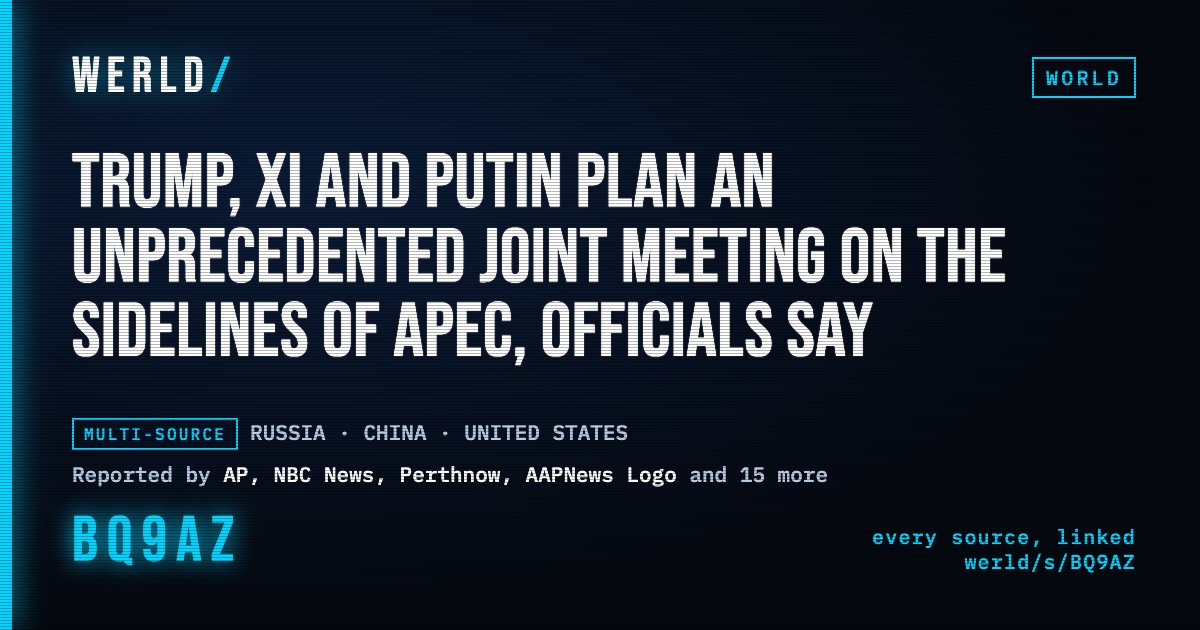 WERLD/
WORLD
TRUMP, XI AND PUTIN PLAN AN
UNPRECEDENTED JOINT MEETING ON THE
SIDELINES OF APEC, OFFICIALS SAY
MULTI-SOURCE RUSSIA · CHINA · UNITED STATES
Reported by AP, NBC News, Perthnow, AAPNews Logo and 15 more
BQ9AZ
every source, linked
werld/s/BQ9AZ